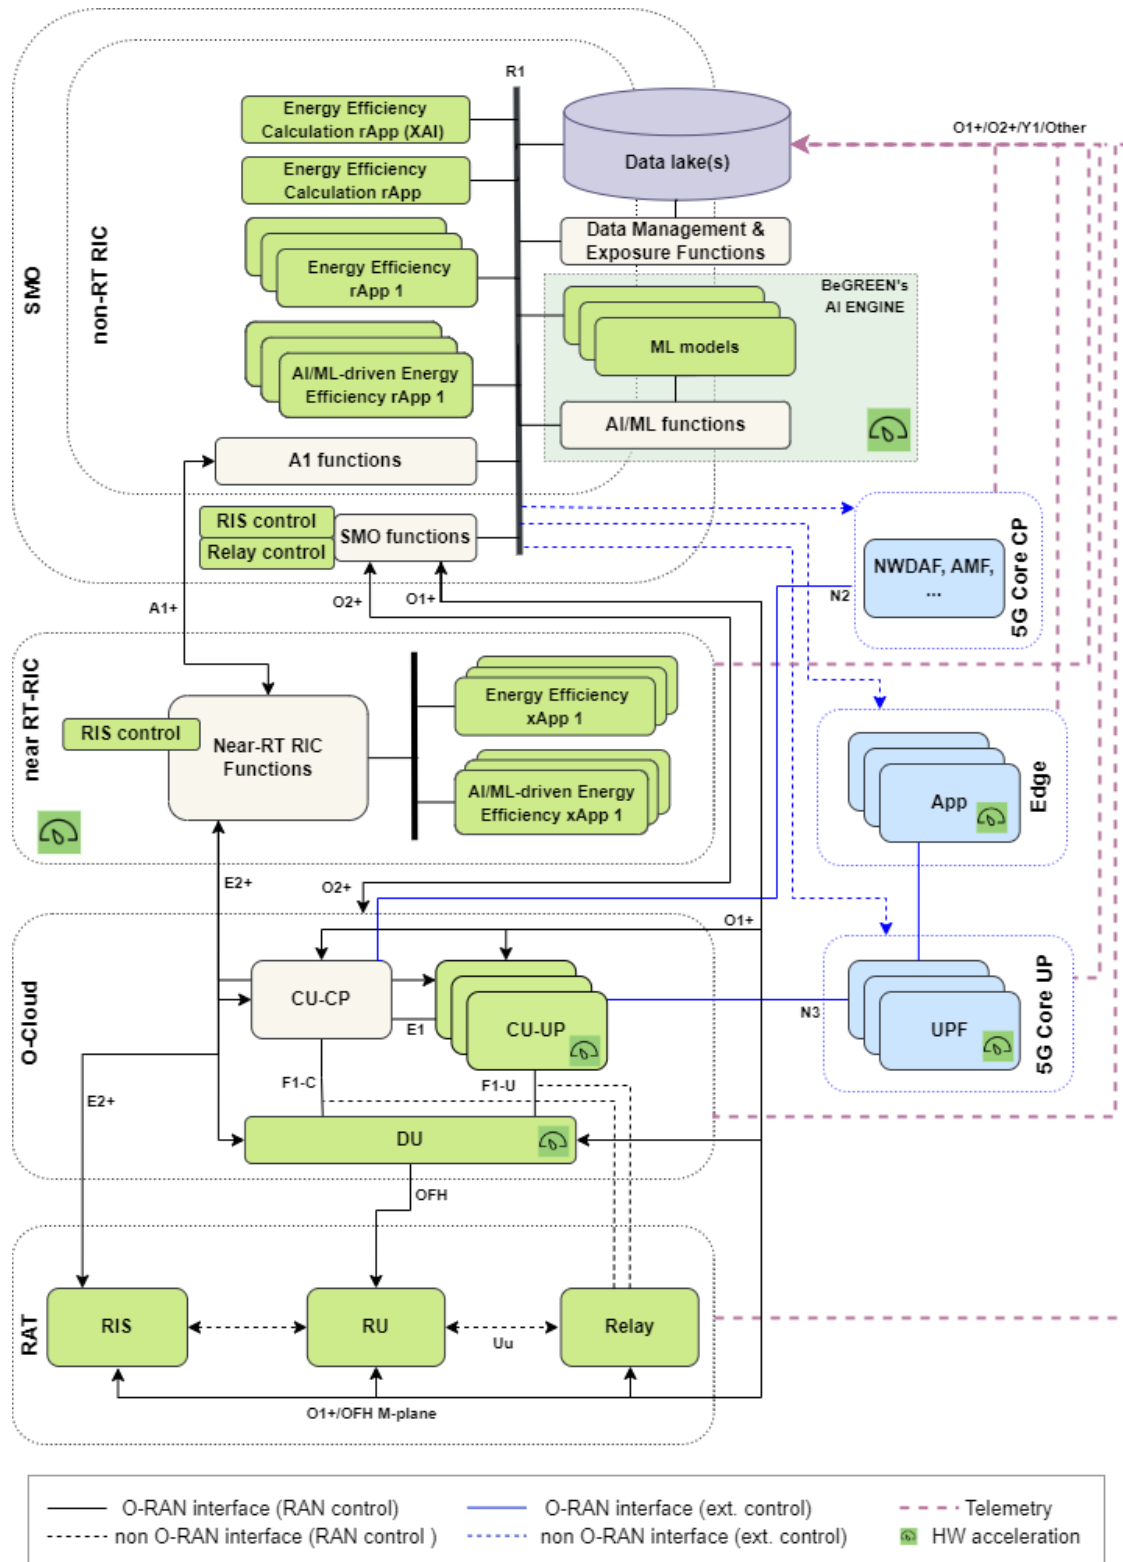 R1
Energy Efficiency
Calculation rApp (XAI)
Data lake(s)
O1+/O2+/Y1/Other
Energy Efficiency
Calculation rApp
Data Management &
Exposure Functions
Energy Efficiency
rApp 1
BeGREEN's
AI ENGINE
SMO
non-RT RIC
ML models
AI/ML-driven Energy
Efficiency rApp 1
AI/ML functions
A1 functions
RIS control
Relay control
SMO functions
NWDAF, AMF,
...
5G Core CP
A1+
O2+
O1+
N2
near RT-RIC
RIS control
Near-RT RIC
Functions
Energy Efficiency
xApp 1
AI/ML-driven Energy
Efficiency xApp 1
App
Edge
E2+
O2+
O1+
O-Cloud
CU-CP
E1
CU-UP
N3
UPF
5G Core UP
F1-C
F1-U
E2+
DU
OFH
RAT
RIS
RU
Uu
Relay
O1+/OFH M-plane
O-RAN interface (RAN control)
O-RAN interface (ext. control)
Telemetry
non O-RAN interface (RAN control )
non O-RAN interface (ext. control)
HW acceleration